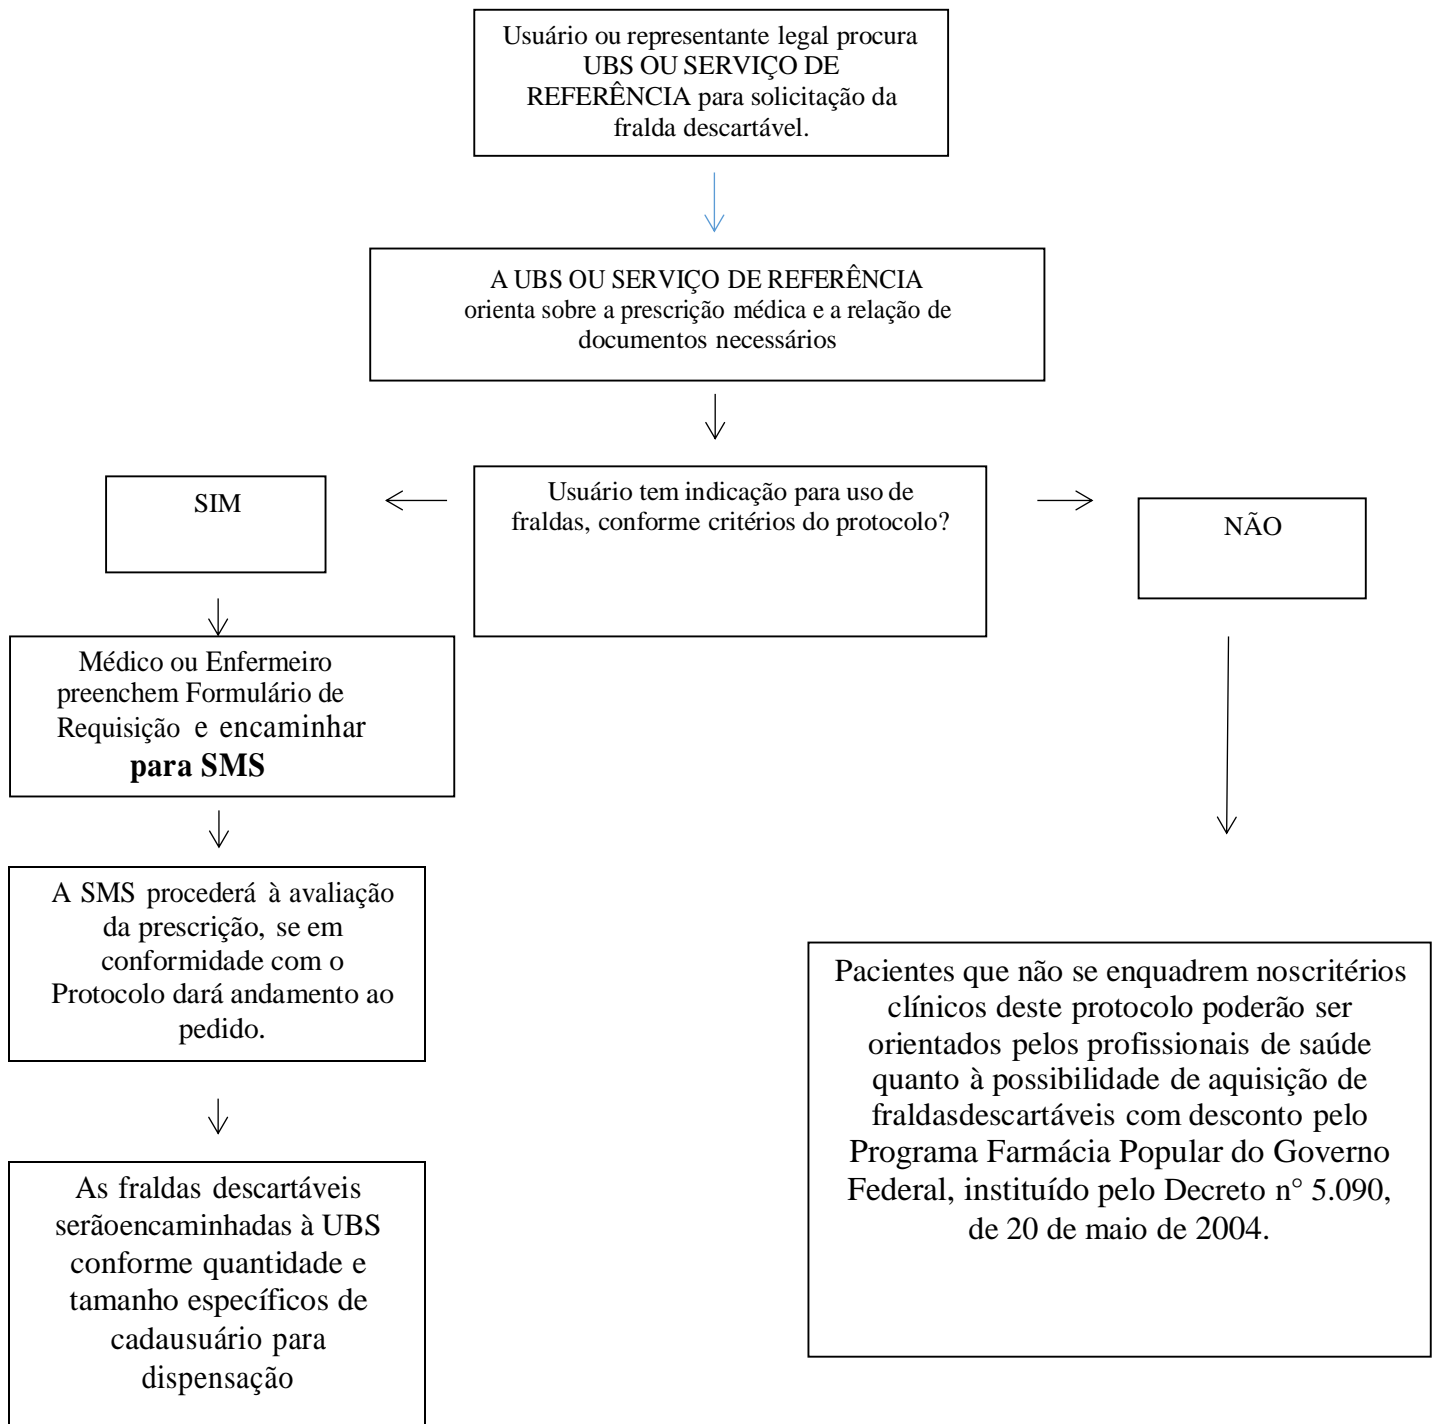 Usuário ou representante legal procura
UBS OU SERVIÇO DE
REFERÊNCIA para solicitação da
fralda descartável.
A UBS OU SERVIÇO DE REFERÊNCIA
orienta sobre a prescrição médica e a relação de
documentos necessários
SIM
Usuário tem indicação para uso de
fraldas, conforme critérios do protocolo?
NÃO
Médico ou Enfermeiro
preenchem Formulário de
Requisição e encaminhar
para SMS
A SMS procederá à avaliação
da prescrição, se em
conformidade com o
Protocolo dará andamento ao
pedido.
As fraldas descartáveis
serãoencaminhadas à UBS
conforme quantidade e
tamanho específicos de
cadausuário para
dispensação
Pacientes que não se enquadrem noscritérios
clínicos deste protocolo poderão ser
orientados pelos profissionais de saúde
quanto à possibilidade de aquisição de
fraldasdescartáveis com desconto pelo
Programa Farmácia Popular do Governo
Federal, instituído pelo Decreto n° 5.090,
de 20 de maio de 2004.